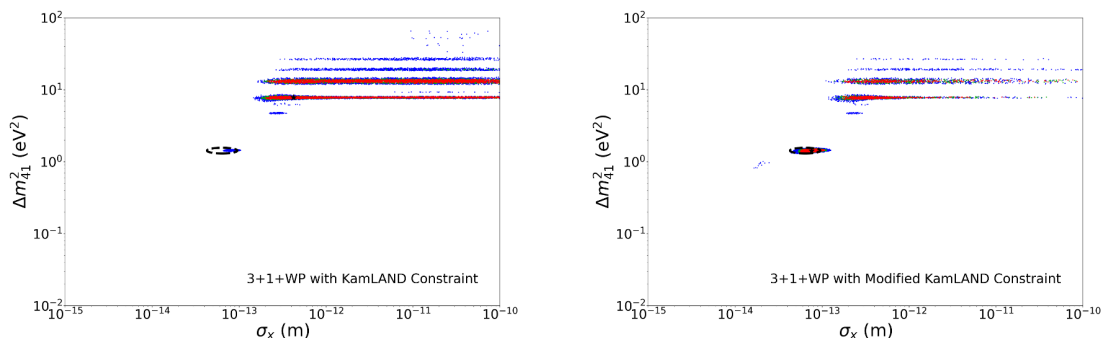 10²
10¹
10⁰
10⁻¹
10⁻²
Δm²₄₁ (eV²)
3+1+WP with KamLAND Constraint
10⁻¹⁵ 10⁻¹⁴ 10⁻¹³ 10⁻¹² 10⁻¹¹ 10⁻¹⁰
σₓ (m)
10²
10¹
10⁰
10⁻¹
10⁻²
Δm²₄₁ (eV²)
3+1+WP with Modified KamLAND Constraint
10⁻¹⁵ 10⁻¹⁴ 10⁻¹³ 10⁻¹² 10⁻¹¹ 10⁻¹⁰
σₓ (m)